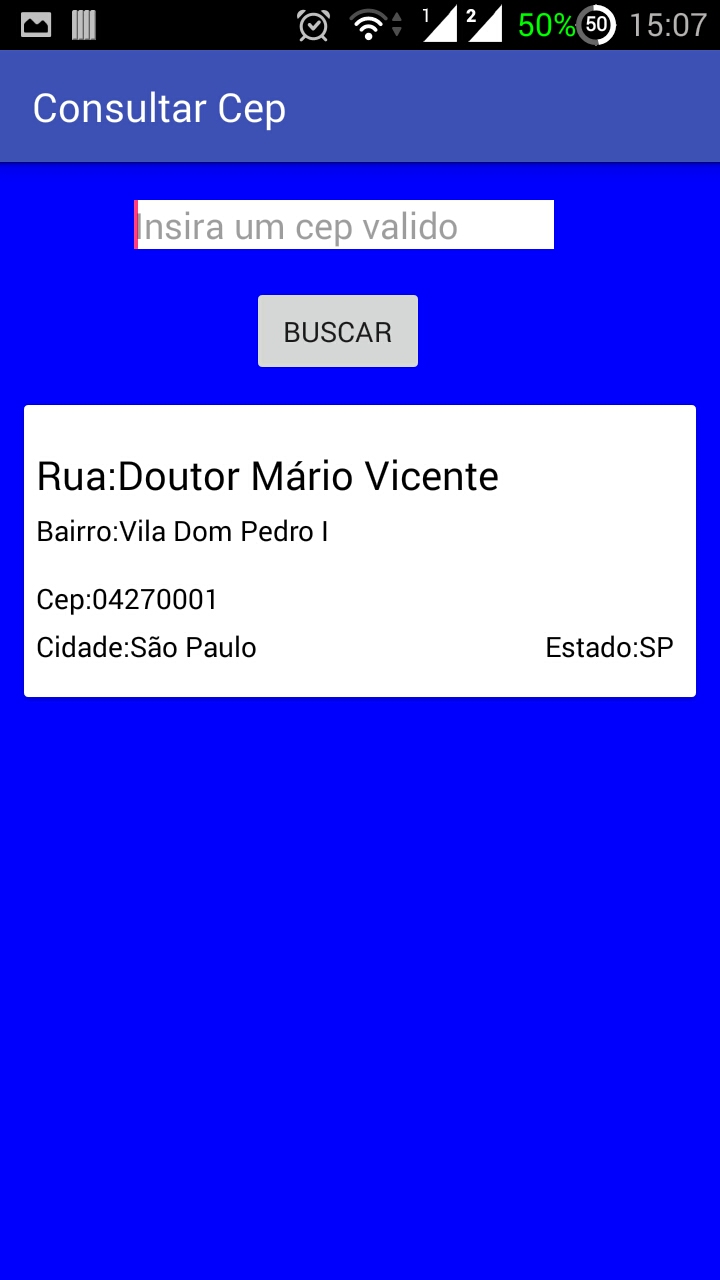 1 2 50% 50 15:07
Consultar Cep
Insira um cep valido
BUSCAR
Rua:Doutor Mário Vicente
Bairro:Vila Dom Pedro I
Cep:04270001
Cidade:São Paulo Estado:SP